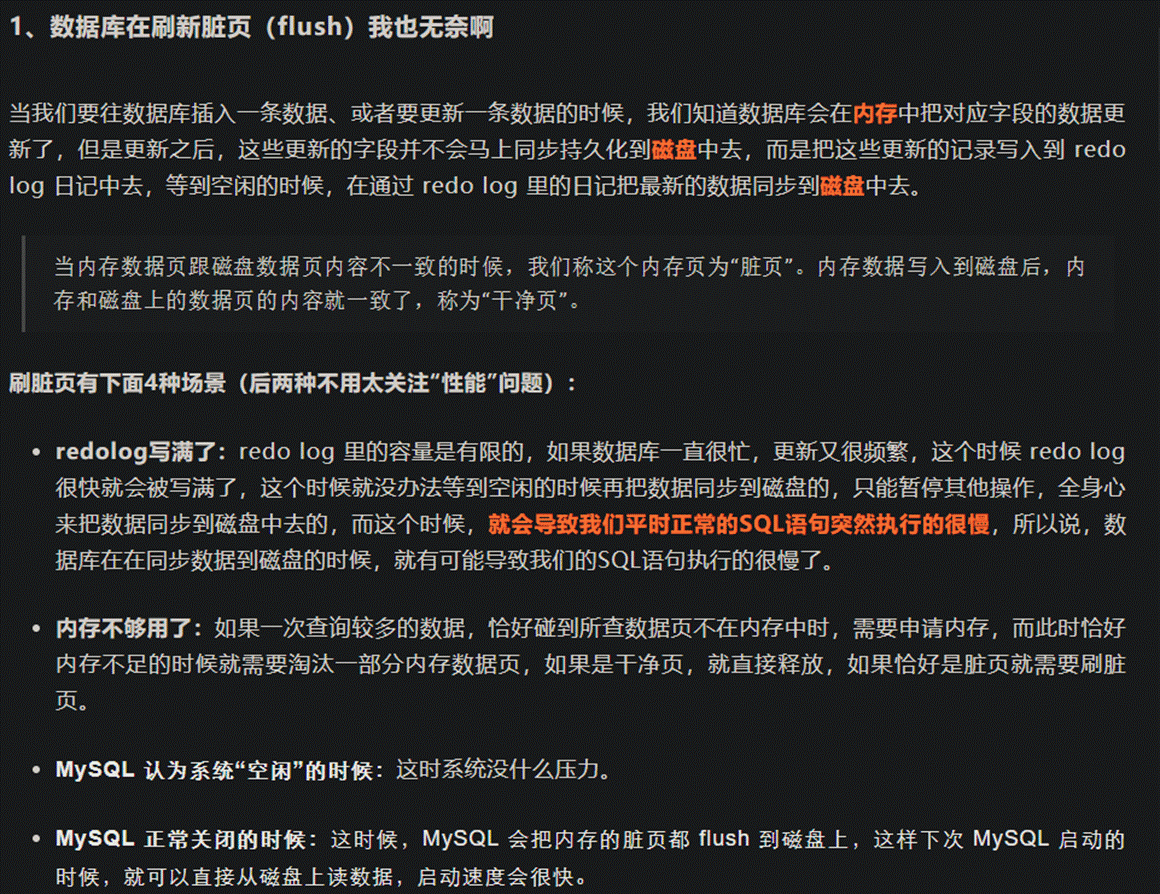 1、数据库在刷新脏页（flush）我也无奈啊
当我们要往数据库插入一条数据、或者要更新一条数据的时候，我们知道数据库会在内存中把对应字段的数据更
新了，但是更新之后，这些更新的字段并不会马上同步持久化到磁盘中去，而是把这些更新的记录写入到 redo
log 日记中去，等到空闲的时候，在通过 redo log 里的日记把最新的数据同步到磁盘中去。
当内存数据页跟磁盘数据页内容不一致的时候，我们称这个内存页为“脏页”。内存数据写入到磁盘后，内
存和磁盘上的数据页的内容就一致了，称为“干净页”。
刷脏页有下面4种场景（后两种不用太关注“性能”问题）：
• redolog写满了：redo log 里的容量是有限的，如果数据库一直很忙，更新又很频繁，这个时候 redo log
很快就会被写满了，这个时候就没办法等到空闲的时候再把数据同步到磁盘的，只能暂停其他操作，全身心
来把数据同步到磁盘中去的，而这个时候，就会导致我们平时正常的SQL语句突然执行的很慢，所以说，数
据库在在同步数据到磁盘的时候，就有可能导致我们的SQL语句执行的很慢了。
• 内存不够用了：如果一次查询较多的数据，恰好碰到所查数据页不在内存中时，需要申请内存，而此时恰好
内存不足的时候就需要淘汰一部分内存数据页，如果是干净页，就直接释放，如果恰好是脏页就需要刷脏
页。
• MySQL 认为系统“空闲”的时候：这时系统没什么压力。
• MySQL 正常关闭的时候：这时候，MySQL 会把内存的脏页都 flush 到磁盘上，这样下次 MySQL 启动的
时候，就可以直接从磁盘上读数据，启动速度会很快。